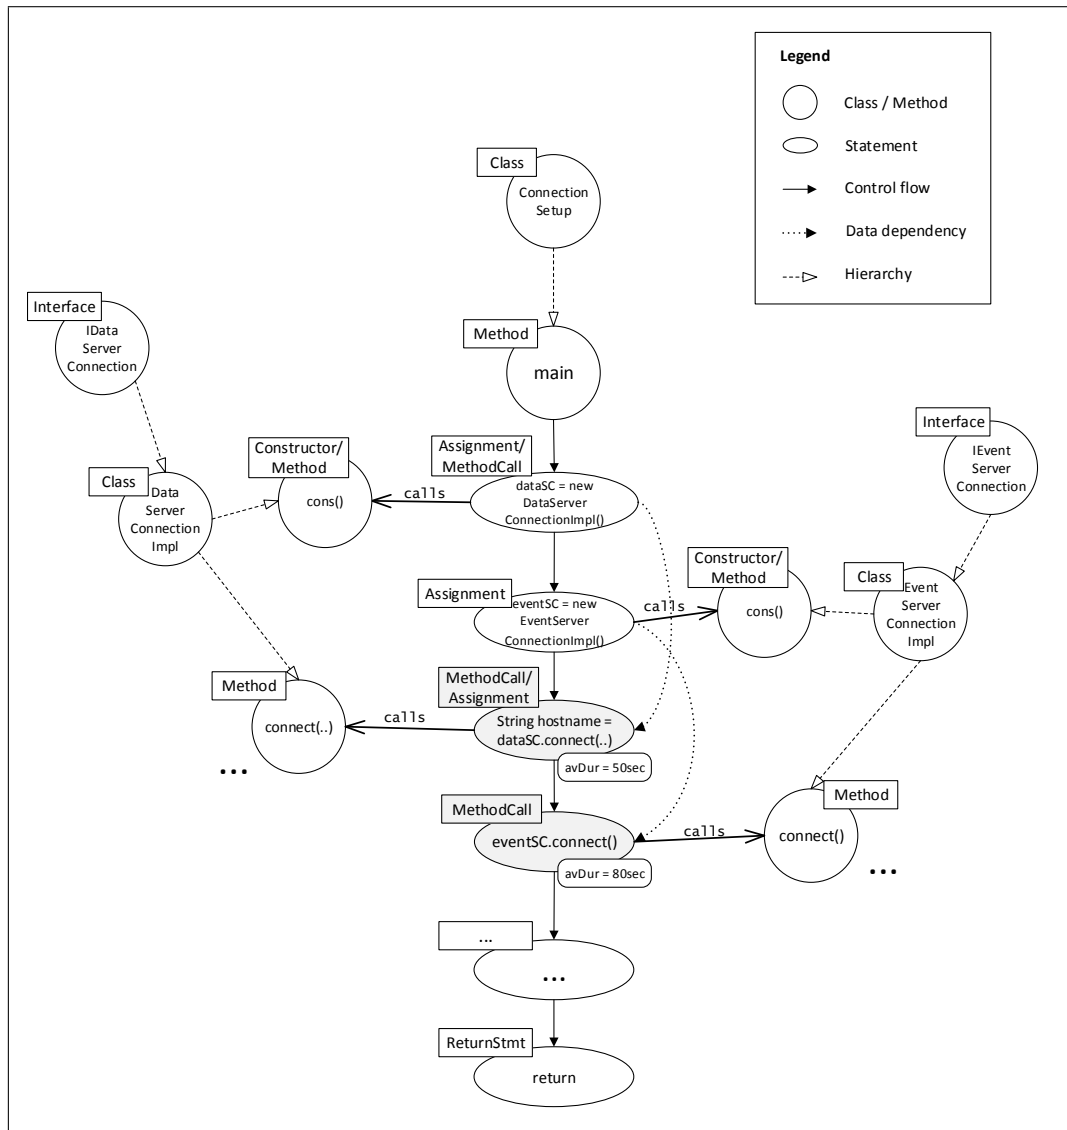 Legend
Class / Method
Statement
Control flow
Data dependency
Hierarchy
Class
Connection
Setup
Method
main
Interface
IData
Server
Connection
Class
Data
Server
Connection
Impl
Constructor/
Method
cons()
calls
Assignment/
MethodCall
dataSC = new
DataServer
ConnectionImpl()
Interface
IEvent
Server
Connection
Assignment
eventSC = new
EventServer
ConnectionImpl()
calls
Constructor/
Method
cons()
Class
Event
Server
Connection
Impl
Method
connect(..)
...
calls
MethodCall/
Assignment
String hostname =
dataSC.connect(..)
avDur = 50sec
MethodCall
eventSC.connect()
avDur = 80sec
calls
Method
connect()
...
...
...
ReturnStmt
return